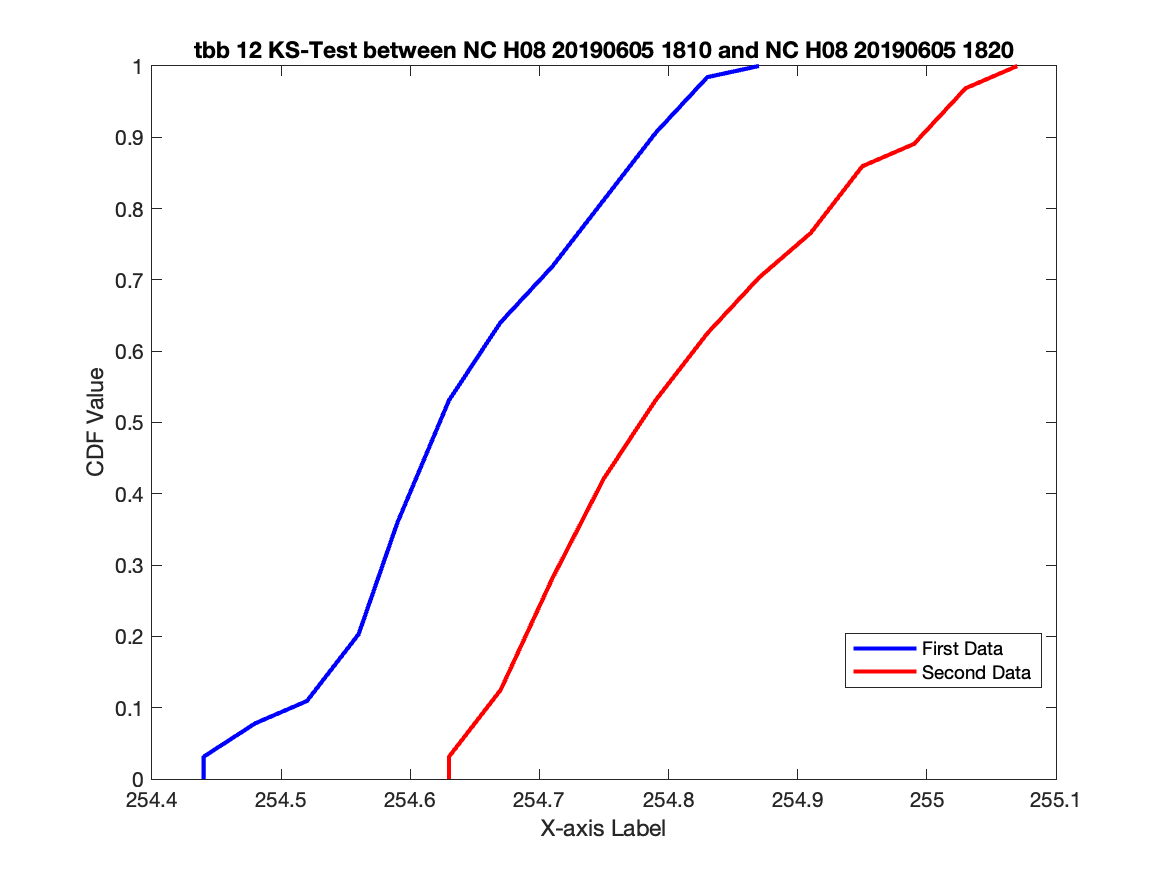 tbb 12 KS-Test between NC H08 20190605 1810 and NC H08 20190605 1820
1
0.9
0.8
0.7
0.6
0.5
0.4
0.3
0.2
0.1
0
CDF Value
First Data
Second Data
254.4 254.5 254.6 254.7 254.8 254.9 255 255.1
X-axis Label